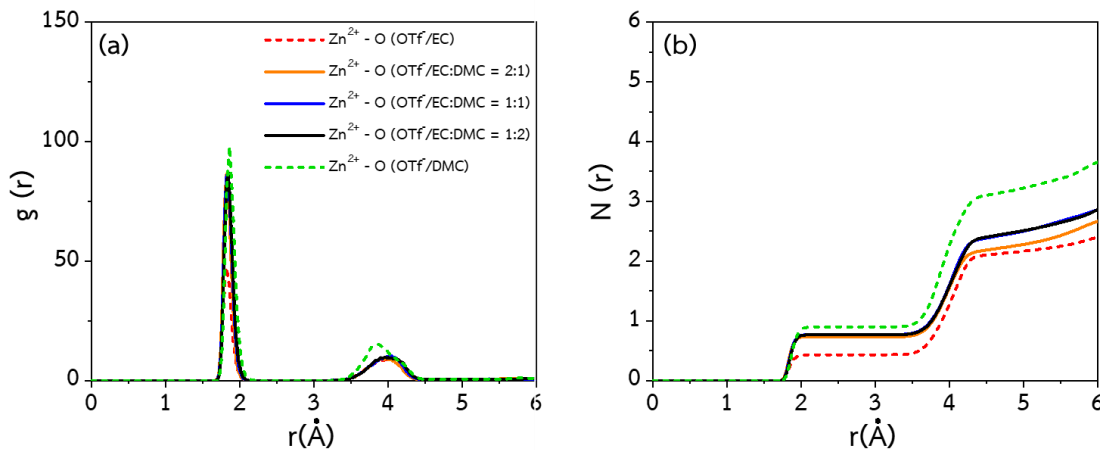 (a)
150
100
50
0
g (r)
Zn²⁺ - O (OTf⁻/EC)
Zn²⁺ - O (OTf⁻/EC:DMC = 2:1)
Zn²⁺ - O (OTf⁻/EC:DMC = 1:1)
Zn²⁺ - O (OTf⁻/EC:DMC = 1:2)
Zn²⁺ - O (OTf⁻/DMC)
0 1 2 3 4 5 6
r(Å)
(b)
6
5
4
3
2
1
0
N (r)
0 1 2 3 4 5 6
r(Å)